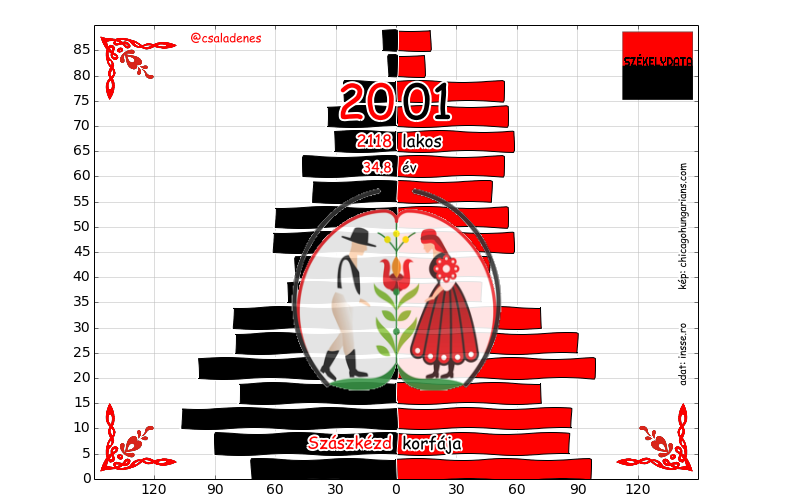 @csaladenes
SZÉKELYDATA
2001
2118 lakos
34.8 év
kép: chicagohungarians.com
adat: insse.ro
Szászkézd korfája
85
80
75
70
65
60
55
50
45
40
35
30
25
20
15
10
5
0
120 90 60 30 0 30 60 90 120